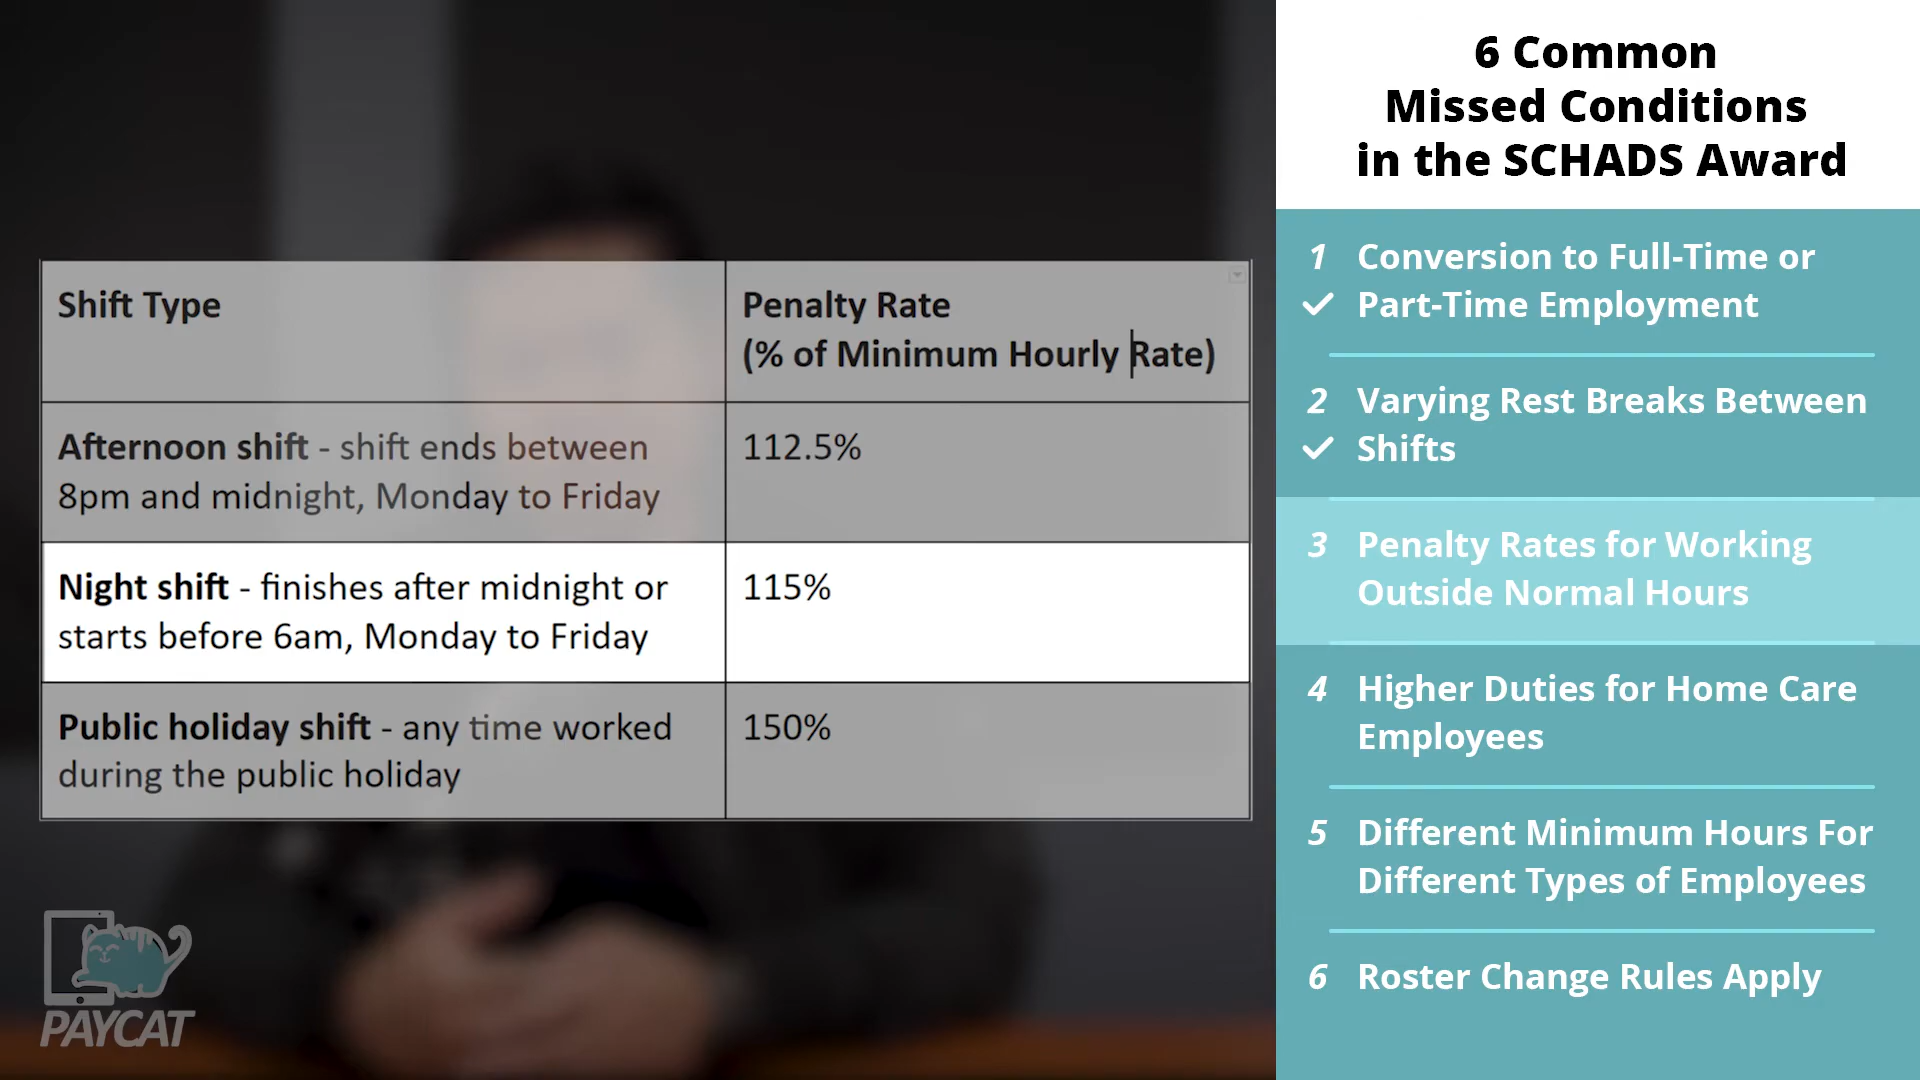 Shift Type
Penalty Rate
(% of Minimum Hourly Rate)
Afternoon shift - shift ends between
8pm and midnight, Monday to Friday
112.5%
Night shift - finishes after midnight or
starts before 6am, Monday to Friday
115%
Public holiday shift - any time worked
during the public holiday
150%
PAYCAT
6 Common
Missed Conditions
in the SCHADS Award
1 Conversion to Full-Time or
Part-Time Employment
2 Varying Rest Breaks Between
Shifts
3 Penalty Rates for Working
Outside Normal Hours
4 Higher Duties for Home Care
Employees
5 Different Minimum Hours For
Different Types of Employees
6 Roster Change Rules Apply